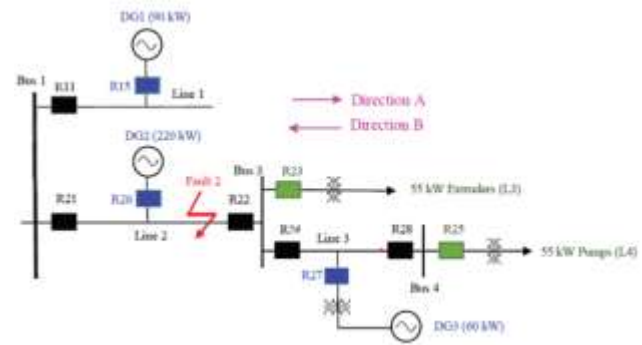 DG1 (90 kW)
Bus 1
R11
R15
Line 1
Direction A
Direction B
DG2 (220 kW)
Bus 3
R23
Fault 2
55 kW Extruders (L3)
R21
R26
R22
Line 2
Line 3
R28
R25
R27
55 kW Pumps (L4)
Bus 4
DG3 (60 kW)